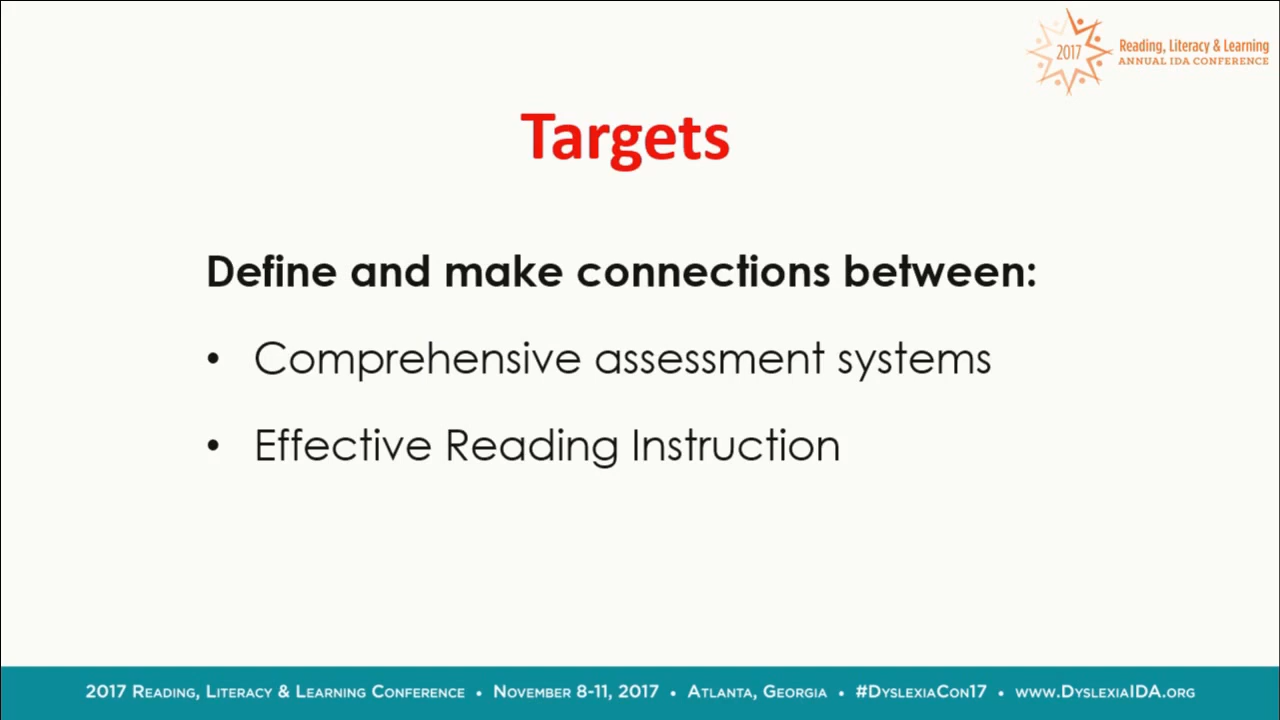 2017
Reading, Literacy & Learning
ANNUAL IDA CONFERENCE
Targets
Define and make connections between:
• Comprehensive assessment systems
• Effective Reading Instruction
2017 Reading, Literacy & Learning Conference • November 8-11, 2017 • Atlanta, Georgia • #DyslexiaCon17 • www.DyslexiaIDA.org